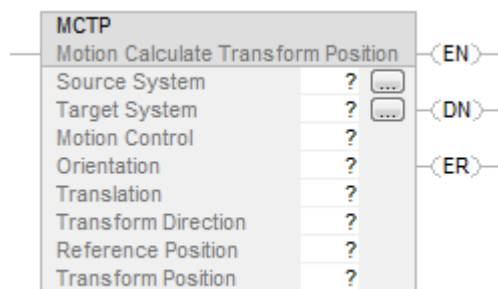 MCTP
Motion Calculate Transform Position (EN)
Source System ? ...
Target System ? ... (DN)
Motion Control ?
Orientation ? (ER)
Translation ?
Transform Direction ?
Reference Position ?
Transform Position ?